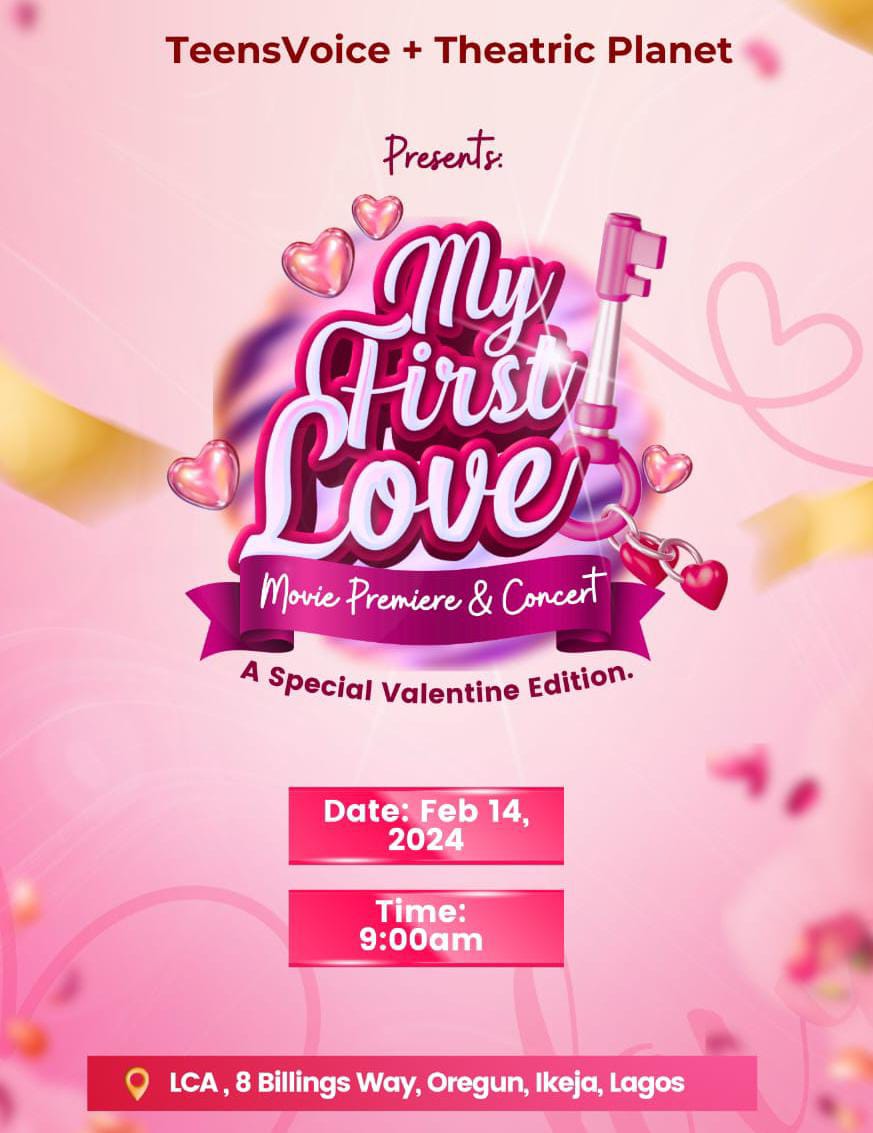 TeensVoice + Theatric Planet
Presents:
My
First
Love
Movie Premiere & Concert
A Special Valentine Edition.
Date: Feb 14,
2024
Time:
9:00am
LCA , 8 Billings Way, Oregun, Ikeja, Lagos